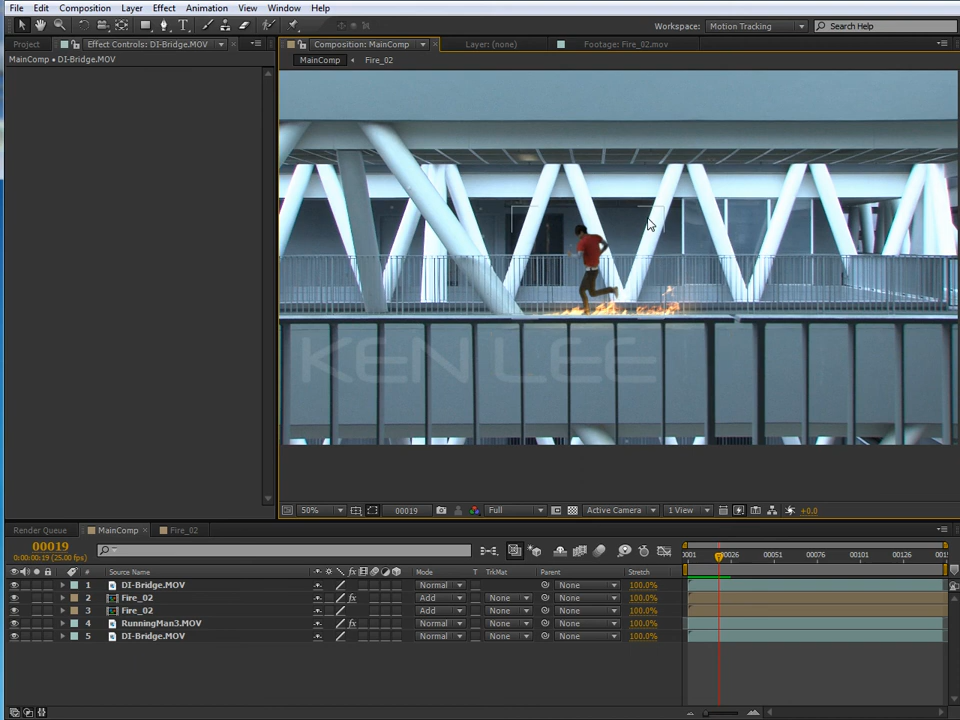 File Edit Composition Layer Effect Animation View Window Help
Workspace: Motion Tracking Search Help
Project Effect Controls: DI-Bridge.MOV Composition: MainComp Layer: (none) Footage: Fire_02.mov
MainComp • DI-Bridge.MOV MainComp Fire_02
KEN LEE
50% 00019 Full Active Camera 1 View +0.0
Render Queue MainComp Fire_02
00019
0:00:00:19 (25.00 fps)
0001 00026 00051 00076 00101 00126
# Source Name Mode T TrkMat Parent Stretch
1 DI-Bridge.MOV Normal None 100.0%
2 Fire_02 Add None None 100.0%
3 Fire_02 Add None None 100.0%
4 RunningMan3.MOV Normal None None 100.0%
5 DI-Bridge.MOV Normal None None 100.0%